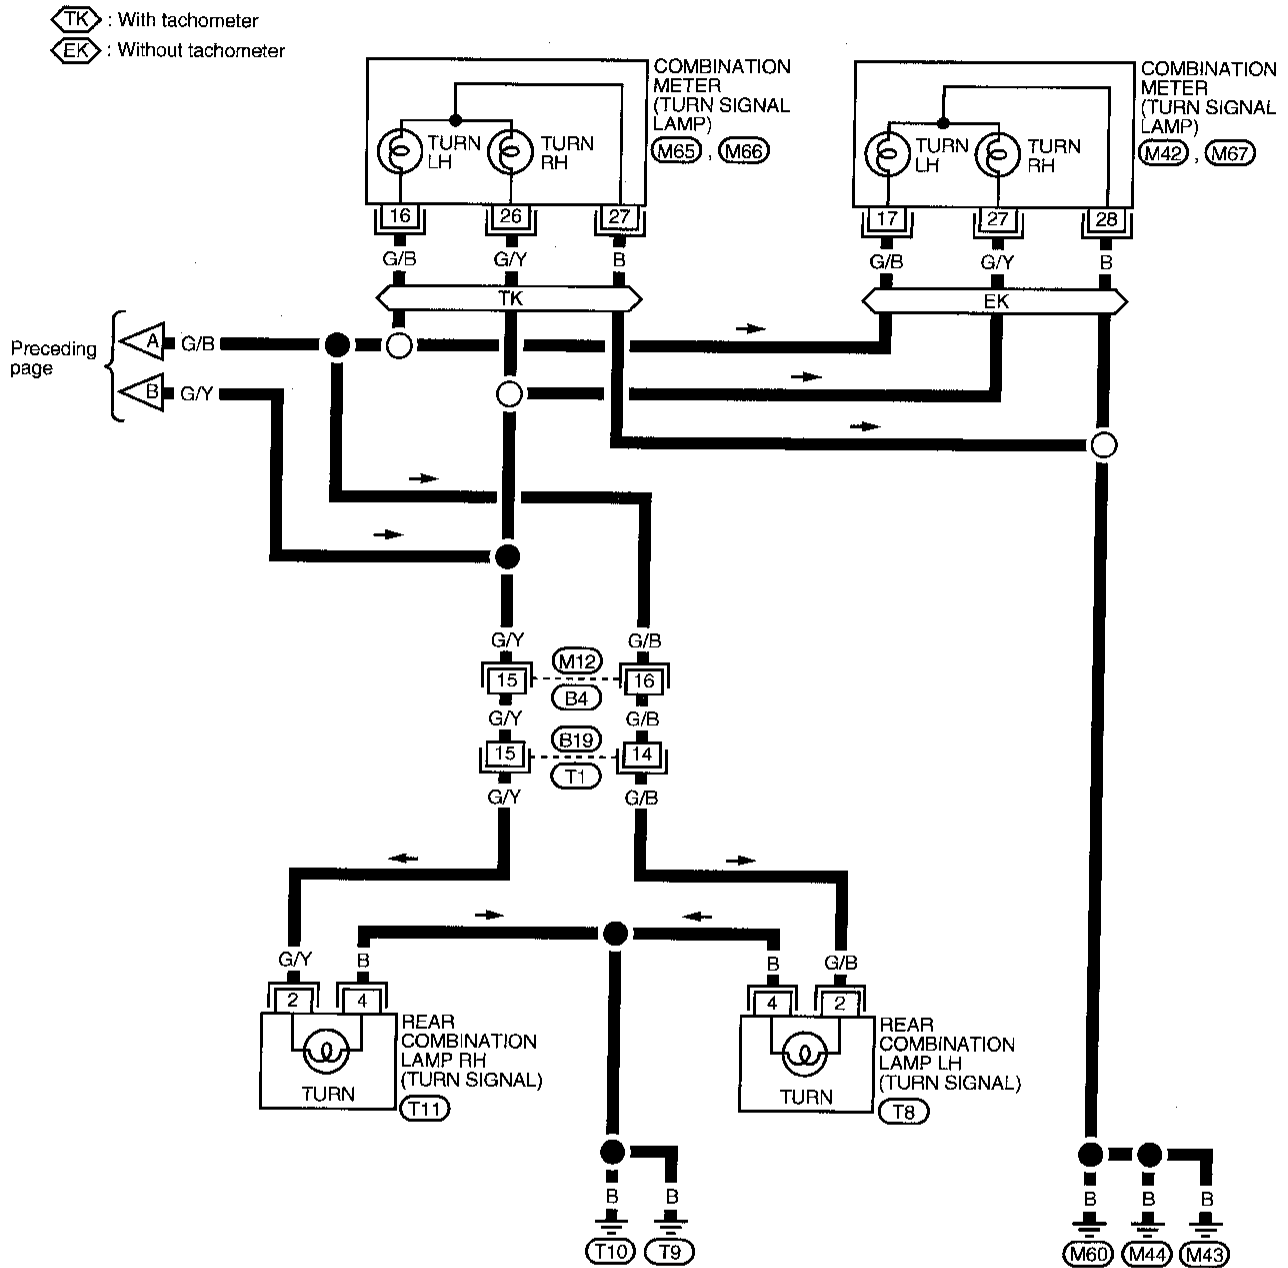 TK : With tachometer
EK : Without tachometer
COMBINATION
METER
(TURN SIGNAL
LAMP)
M65 , M66
TURN
LH
TURN
RH
16
26
27
G/B
G/Y
B
TK
COMBINATION
METER
(TURN SIGNAL
LAMP)
M42 , M67
TURN
LH
TURN
RH
17
27
28
G/B
G/Y
B
EK
Preceding
page
A
G/B
B
G/Y
G/Y
G/B
15
M12
B4
16
G/Y
G/B
15
B19
T1
14
G/Y
G/B
G/Y
B
2
4
TURN
REAR
COMBINATION
LAMP RH
(TURN SIGNAL)
T11
B
G/B
4
2
TURN
REAR
COMBINATION
LAMP LH
(TURN SIGNAL)
T8
B
B
T10
T9
B
B
B
M60
M44
M43